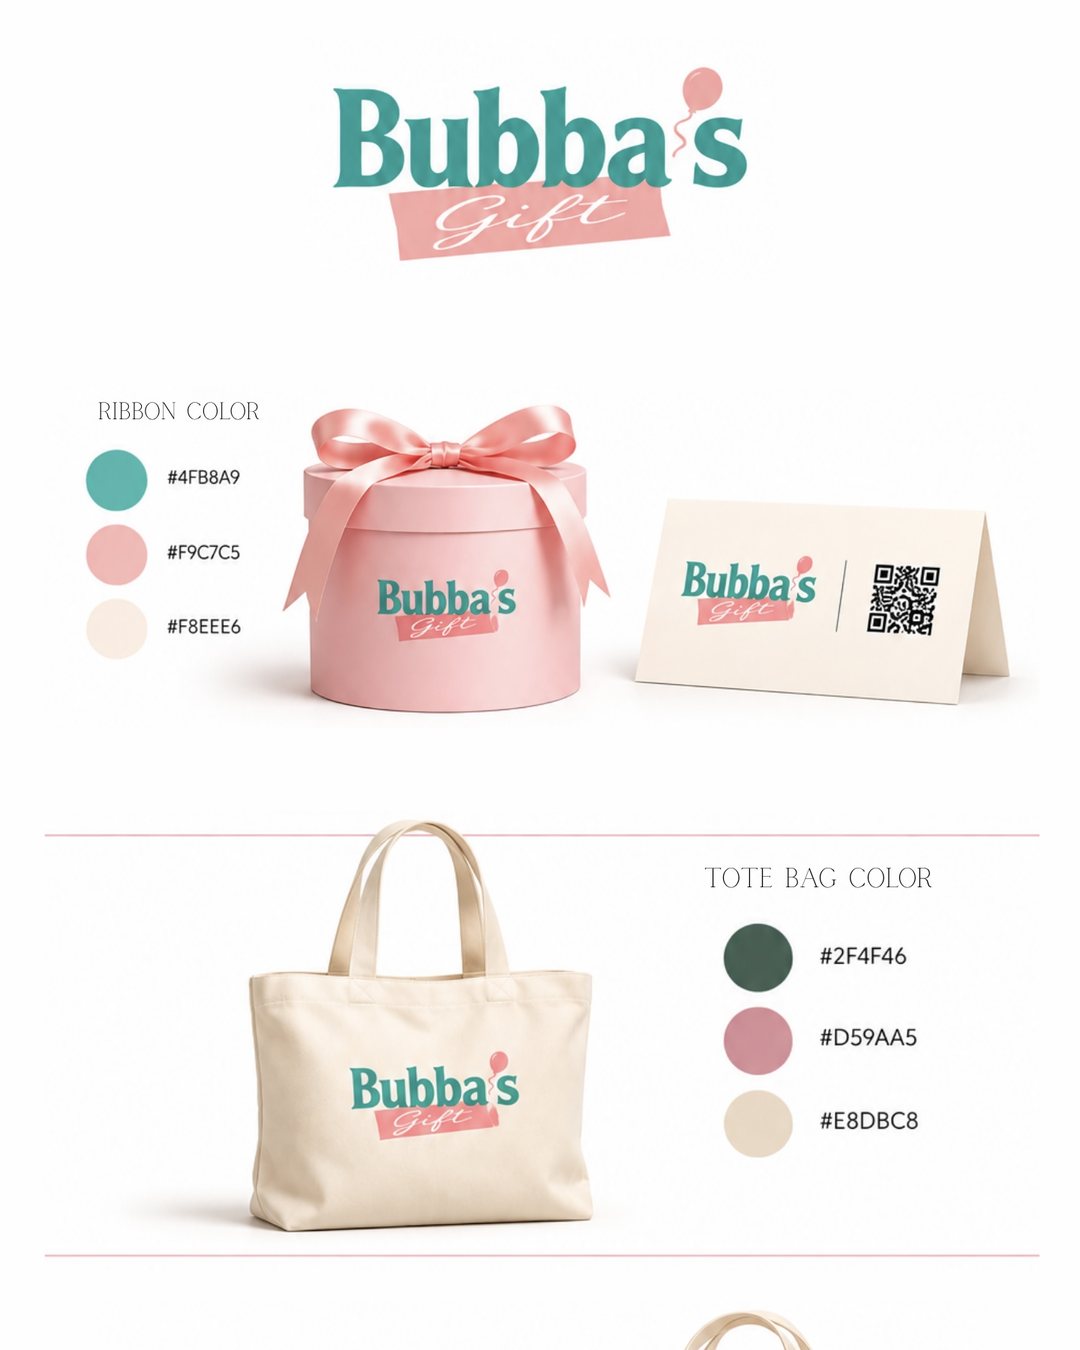 Bubba's
Gift
RIBBON COLOR
#4FB8A9
#F9C7C5
#F8EEE6
Bubba's
Gift
Bubba's
Gift
TOTE BAG COLOR
#2F4F46
#D59AA5
#E8DBC8
Bubba's
Gift